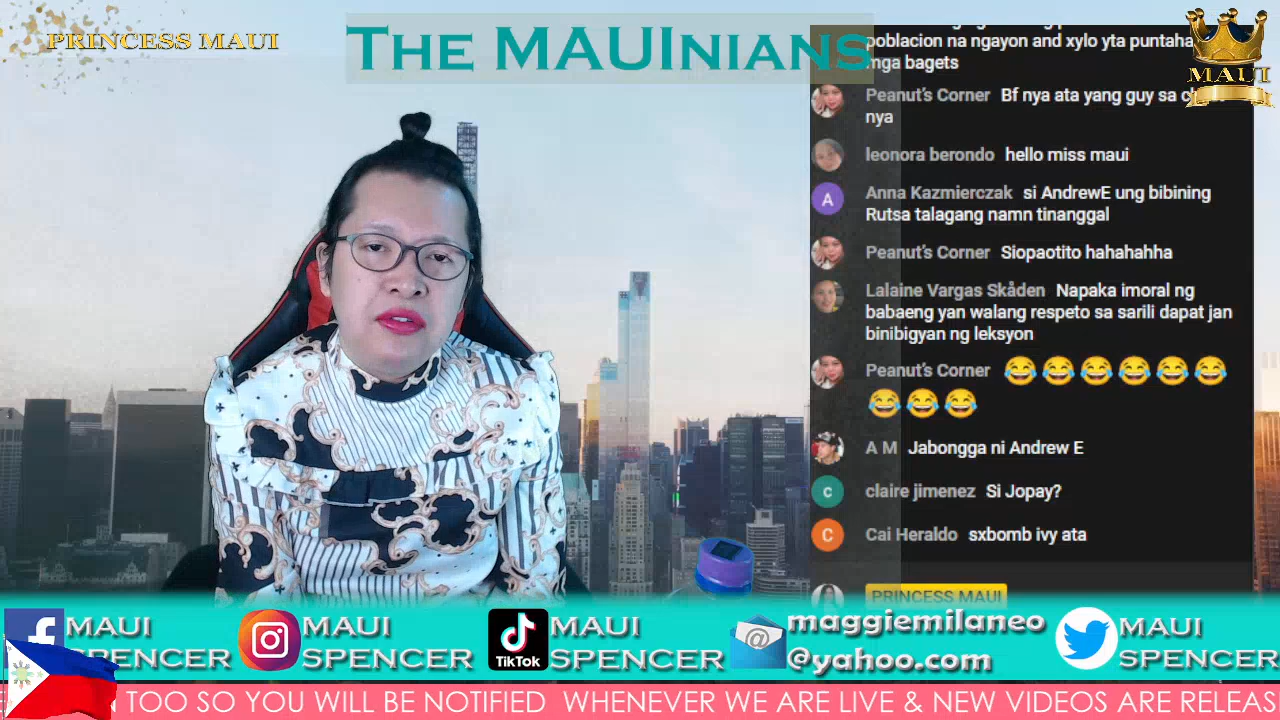 PRINCESS MAUI
THE MAUINIANS
MAUI
poblacion na ngayon and xylo yta puntaha
mga bagets
Peanut's Corner Bf nya ata yang guy sa
nya
leonora berondo hello miss maui
A
Anna Kazmierczak si AndrewE ung bibining
Rutsa talagang namn tinanggal
Peanut's Corner Siopaotito hahahahha
Lalaine Vargas Skåden Napaka imoral ng
babaeng yan walang respeto sa sarili dapat jan
binibigyan ng leksyon
Peanut's Corner 😂😂😂😂😂😂
😂😂😂
A M Jabongga ni Andrew E
c
claire jimenez Si Jopay?
C
Cai Heraldo sxbomb ivy ata
PRINCESS MAUI
MAUI
SPENCER
MAUI
SPENCER
TikTok
MAUI
SPENCER
maggiemilaneo
@yahoo.com
MAUI
SPENCER
TOO SO YOU WILL BE NOTIFIED WHENEVER WE ARE LIVE & NEW VIDEOS ARE RELEAS